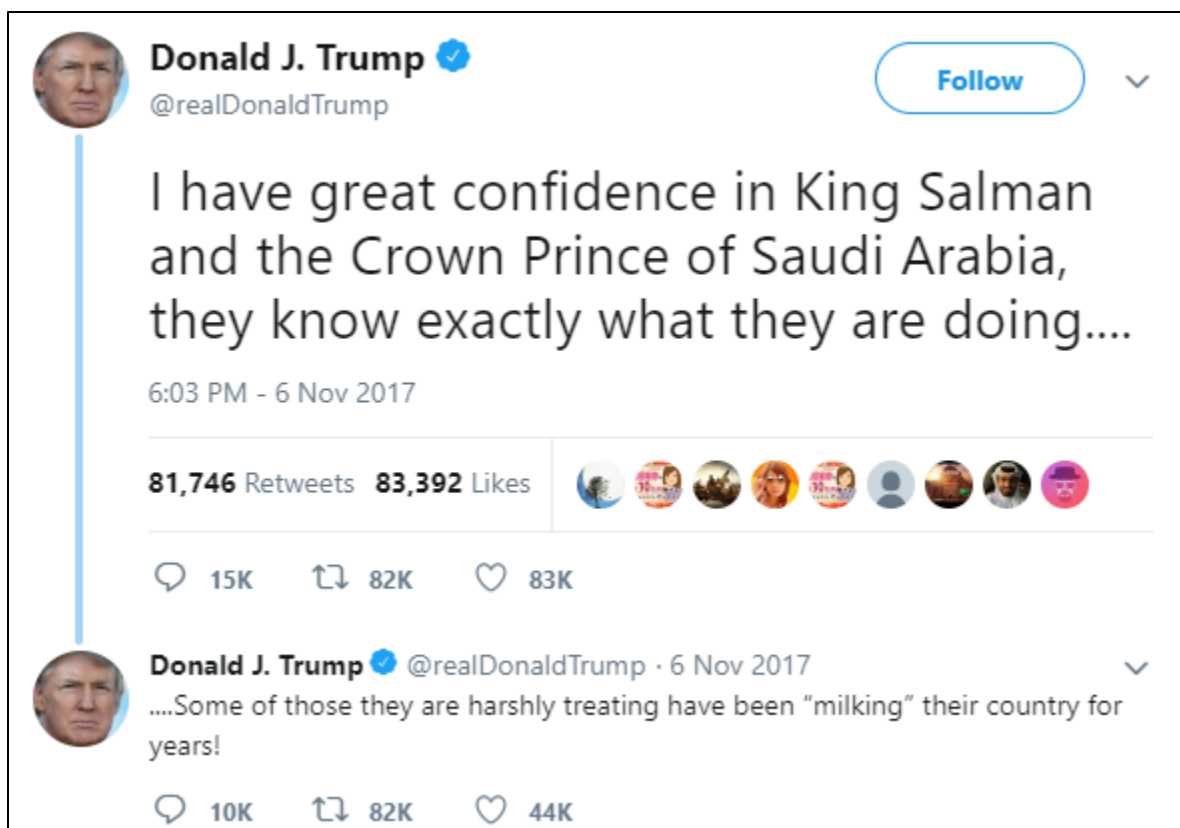 Donald J. Trump
@realDonaldTrump
Follow
I have great confidence in King Salman
and the Crown Prince of Saudi Arabia,
they know exactly what they are doing....
6:03 PM - 6 Nov 2017
81,746 Retweets 83,392 Likes
15K 82K 83K
Donald J. Trump @realDonaldTrump · 6 Nov 2017
....Some of those they are harshly treating have been “milking” their country for
years!
10K 82K 44K